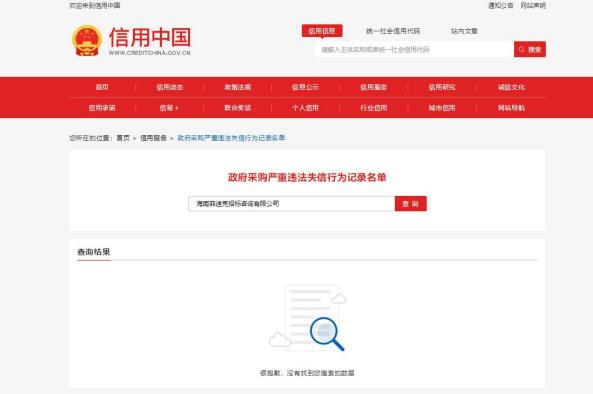 欢迎来到信用中国
通知公告 网站声明
信用中国
WWW.CREDITCHINA.GOV.CN
信用信息 统一社会信用代码 站内文章
请输入主体名称或者统一社会信用代码 搜索
首页 信用动态 政策法规 信息公示 信用服务 信用研究 诚信文化
信用承诺 信易+ 联合奖惩 个人信用 行业信用 城市信用 网站导航
您所在的位置：首页 > 信用服务 > 政府采购严重违法失信行为记录名单
政府采购严重违法失信行为记录名单
海南菲迪克招标咨询有限公司 查询
查询结果
很抱歉，没有找到您搜索的数据